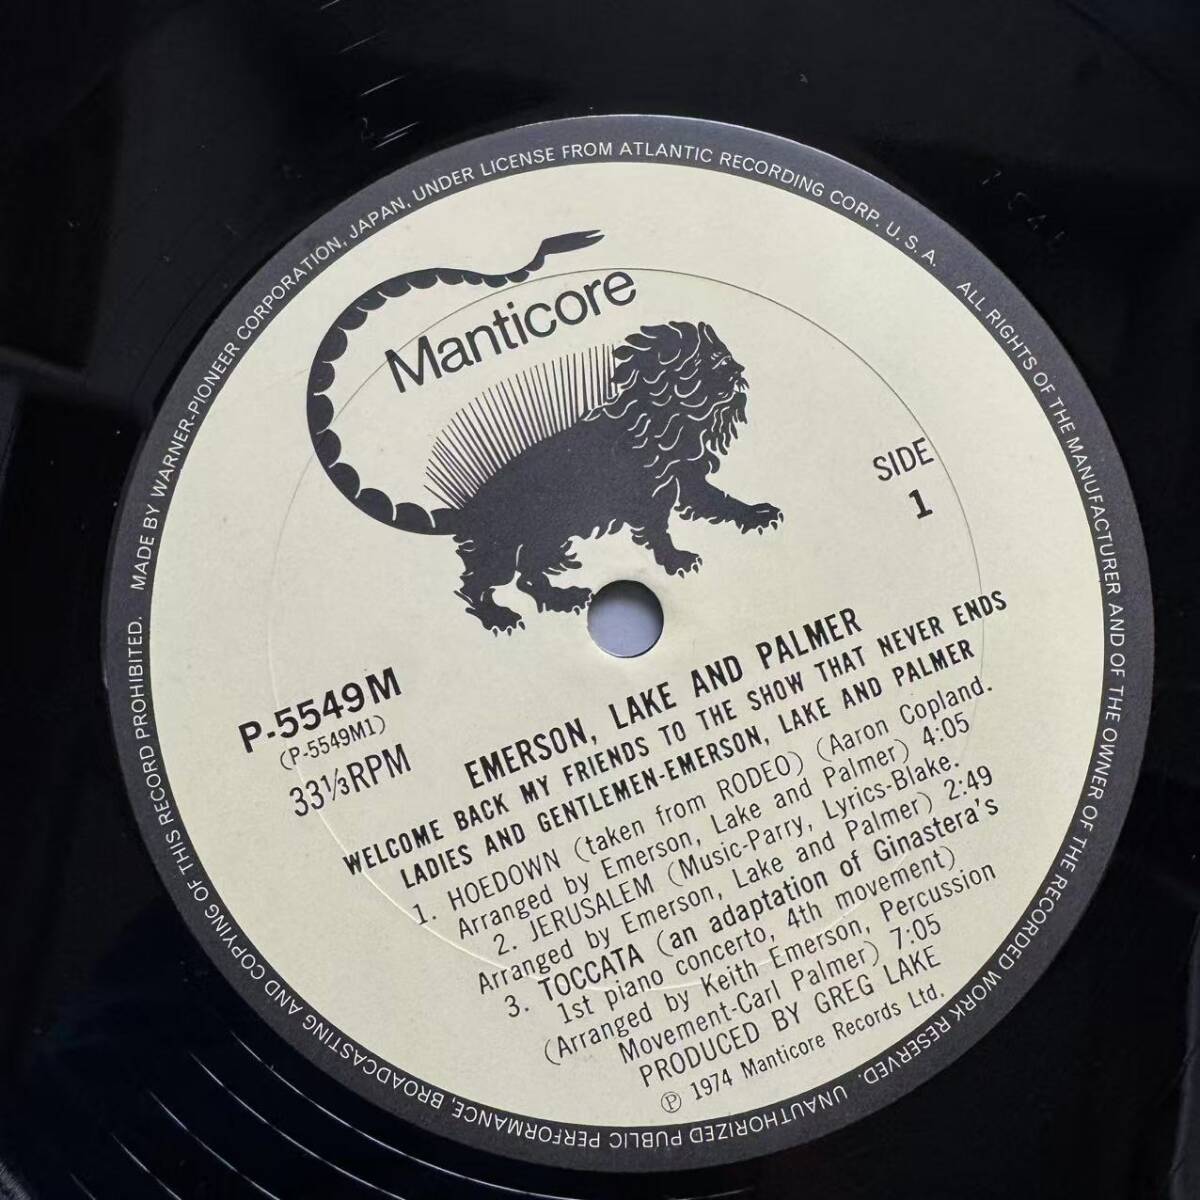 MADE BY WARNER-PIONEER CORPORATION, JAPAN, UNDER LICENSE FROM ATLANTIC RECORDING CORP. U. S. A.
ALL RIGHTS OF THE MANUFACTURER AND OF THE OWNER OF THE RECORDED WORK RESERVED.
UNAUTHORIZED PUBLIC PERFORMANCE, BROADCASTING AND COPYING OF THIS RECORD PROHIBITED.
Manticore
SIDE
1
P-5549M
(P-5549M1)
33⅓RPM
EMERSON, LAKE AND PALMER
WELCOME BACK MY FRIENDS TO THE SHOW THAT NEVER ENDS
LADIES AND GENTLEMEN-EMERSON, LAKE AND PALMER
1. HOEDOWN (taken from RODEO) (Aaron Copland.
Arranged by Emerson, Lake and Palmer) 4:05
2. JERUSALEM (Music-Parry, Lyrics-Blake.
Arranged by Emerson, Lake and Palmer) 2:49
3. TOCCATA (an adaptation of Ginastera's
1st piano concerto, 4th movement)
(Arranged by Keith Emerson, Percussion
Movement-Carl Palmer) 7:05
PRODUCED BY GREG LAKE
Ⓟ 1974 Manticore Records Ltd.